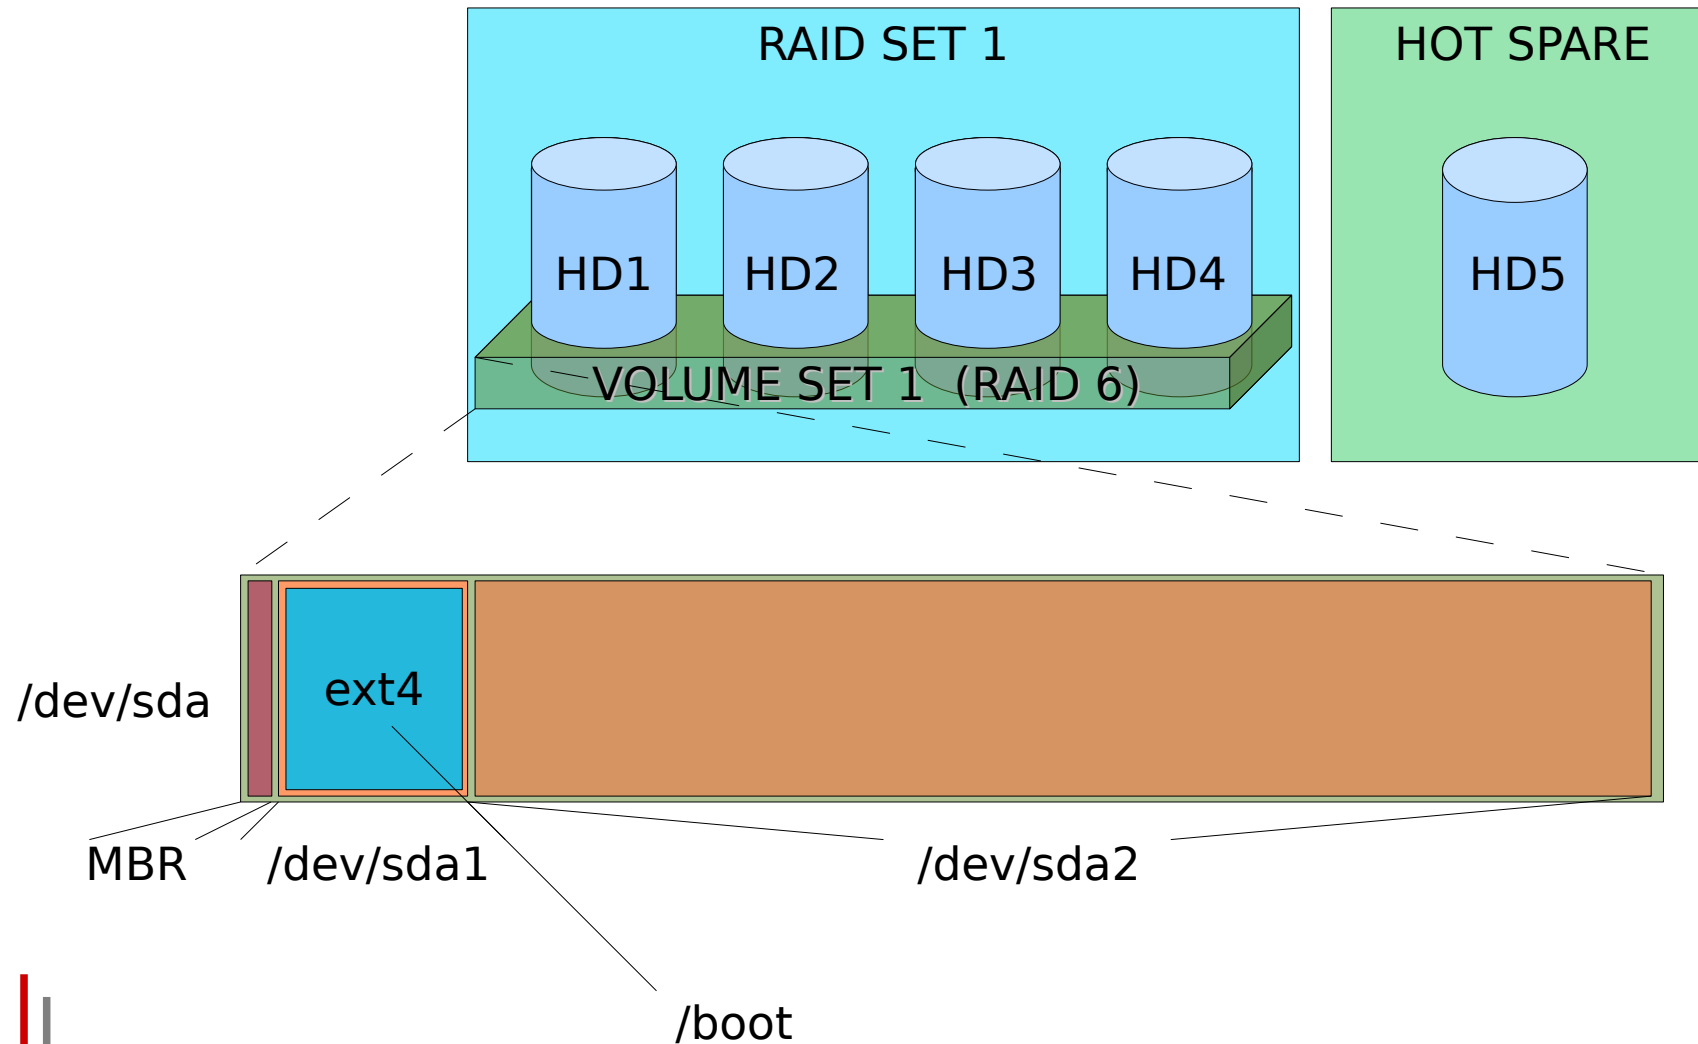 RAID SET 1
HOT SPARE
HD1
HD2
HD3
HD4
HD5
VOLUME SET 1 (RAID 6)
/dev/sda
ext4
MBR
/dev/sda1
/dev/sda2
/boot